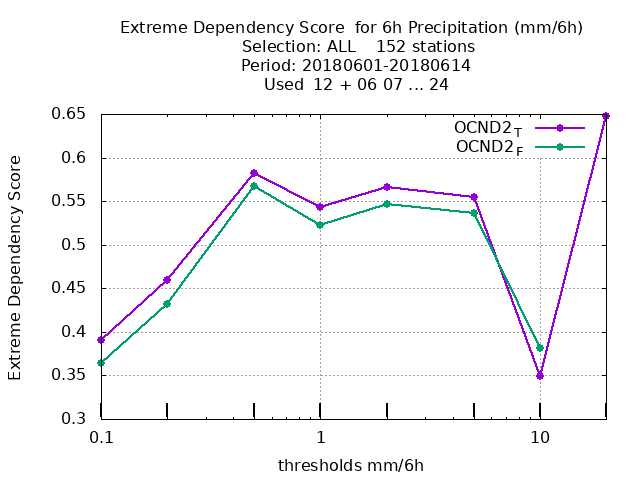 Extreme Dependency Score  for 6h Precipitation (mm/6h)
Selection: ALL    152 stations
Period: 20180601-20180614
Used  12 + 06 07 ... 24
OCND2T
OCND2F
Extreme Dependency Score
0.65
0.6
0.55
0.5
0.45
0.4
0.35
0.3
0.1 1 10
thresholds mm/6h